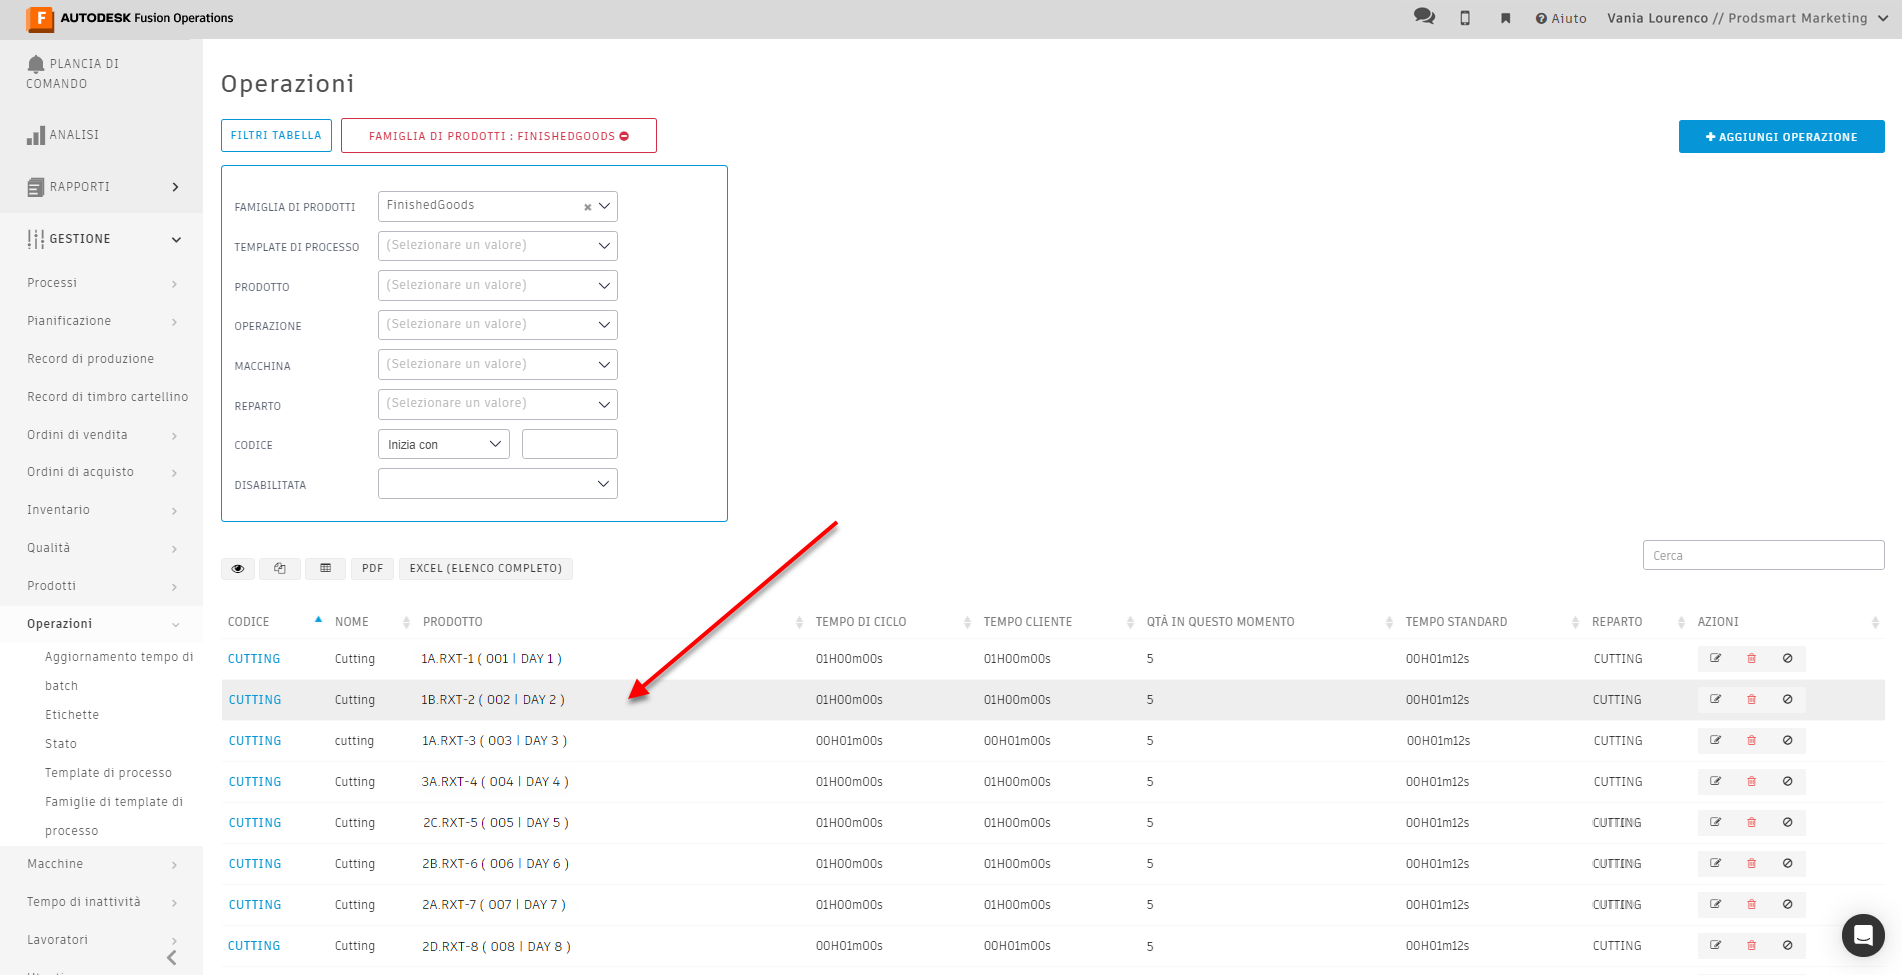 AUTODESK Fusion Operations
Aiuto
Vania Lourenco // Prodsmart Marketing
PLANCIA DI
COMANDO
ANALISI
RAPPORTI
GESTIONE
Processi
Pianificazione
Record di produzione
Record di timbro cartellino
Ordini di vendita
Ordini di acquisto
Inventario
Qualità
Prodotti
Operazioni
Aggiornamento tempo di
batch
Etichette
Stato
Template di processo
Famiglie di template di
processo
Macchine
Tempo di inattività
Lavoratori
Operazioni
FILTRI TABELLA
FAMIGLIA DI PRODOTTI : FINISHEDGOODS
AGGIUNGI OPERAZIONE
FAMIGLIA DI PRODOTTI FinishedGoods
TEMPLATE DI PROCESSO (Selezionare un valore)
PRODOTTO (Selezionare un valore)
OPERAZIONE (Selezionare un valore)
MACCHINA (Selezionare un valore)
REPARTO (Selezionare un valore)
CODICE Inizia con
DISABILITATA
PDF EXCEL (ELENCO COMPLETO)
Cerca
CODICE NOME PRODOTTO TEMPO DI CICLO TEMPO CLIENTE QTÀ IN QUESTO MOMENTO TEMPO STANDARD REPARTO AZIONI
CUTTING Cutting 1A.RXT-1 ( 001 | DAY 1 ) 01H00m00s 01H00m00s 5 00H01m12s CUTTING
CUTTING Cutting 1B.RXT-2 ( 002 | DAY 2 ) 01H00m00s 01H00m00s 5 00H01m12s CUTTING
CUTTING cutting 1A.RXT-3 ( 003 | DAY 3 ) 00H01m00s 00H01m00s 5 00H01m12s CUTTING
CUTTING Cutting 3A.RXT-4 ( 004 | DAY 4 ) 01H00m00s 01H00m00s 5 00H01m12s CUTTING
CUTTING Cutting 2C.RXT-5 ( 005 | DAY 5 ) 01H00m00s 01H00m00s 5 00H01m12s CUTTING
CUTTING Cutting 2B.RXT-6 ( 006 | DAY 6 ) 01H00m00s 01H00m00s 5 00H01m12s CUTTING
CUTTING Cutting 2A.RXT-7 ( 007 | DAY 7 ) 01H00m00s 01H00m00s 5 00H01m12s CUTTING
CUTTING Cutting 2D.RXT-8 ( 008 | DAY 8 ) 00H01m00s 00H01m00s 5 00H01m12s CUTTING